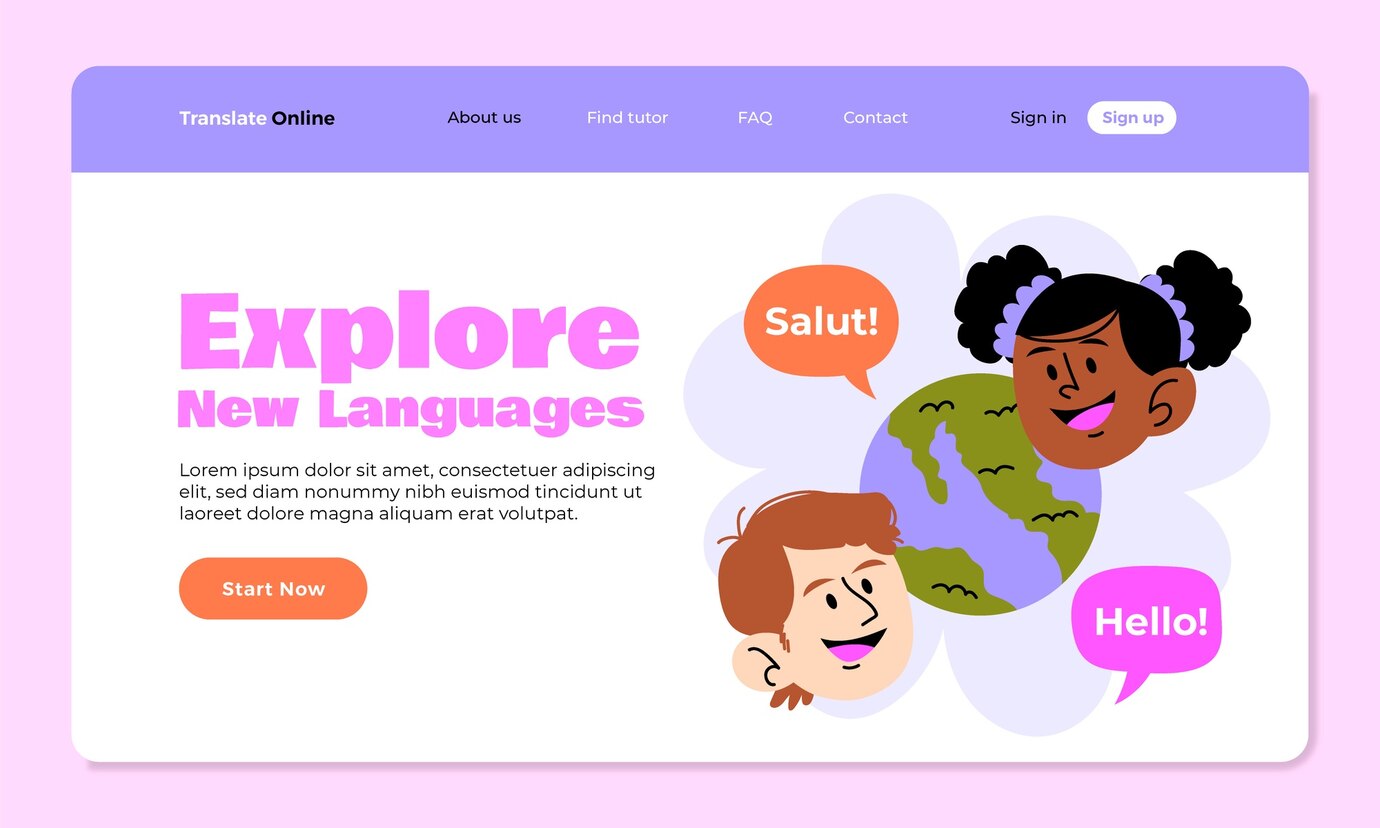 Translate Online
About us
Find tutor
FAQ
Contact
Sign in
Sign up
Explore
New Languages
Lorem ipsum dolor sit amet, consectetuer adipiscing
elit, sed diam nonummy nibh euismod tincidunt ut
laoreet dolore magna aliquam erat volutpat.
Start Now
Salut!
Hello!